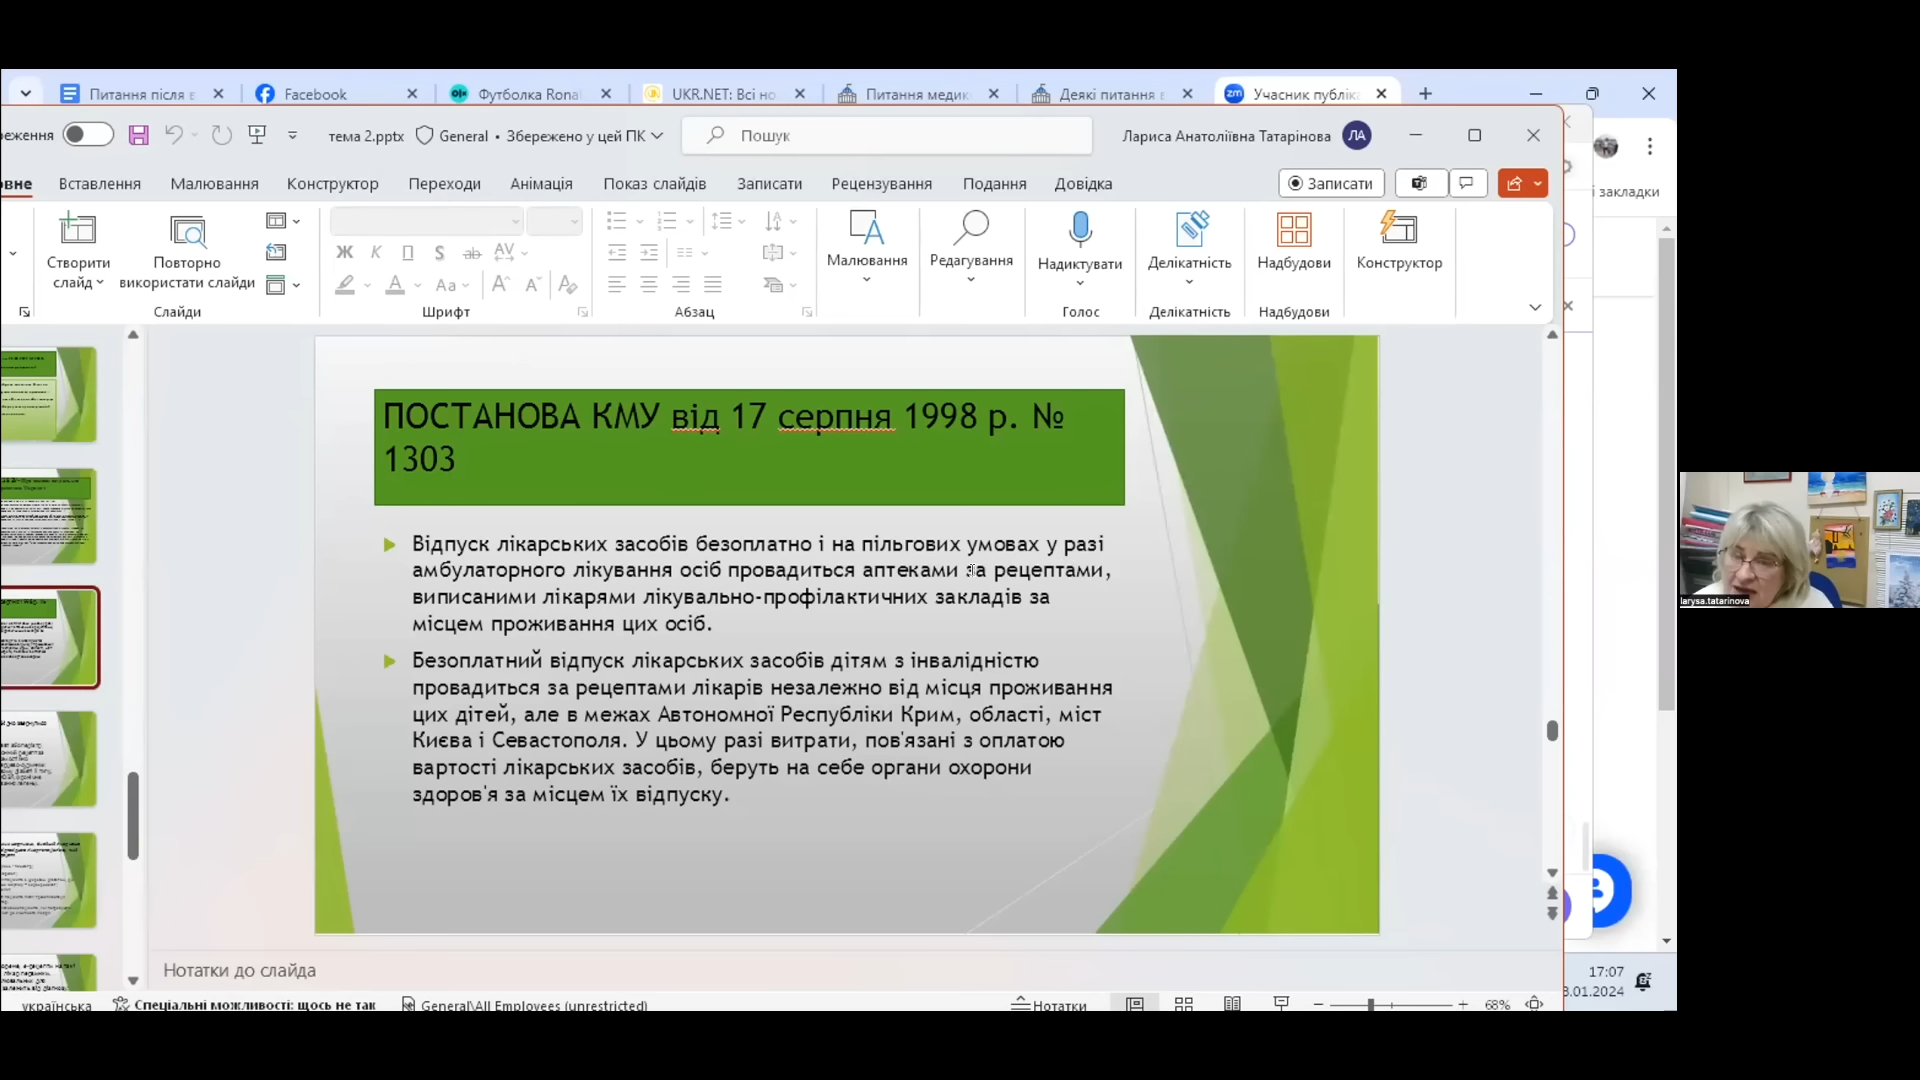 Питання після в
Facebook
Футболка Rona
UKR.NET: Всі но
Питання медик
Деякі питання
Учасник публіка
тема 2.pptx
General • Збережено у цей ПК
Пошук
Лариса Анатоліївна Татарінова
ЛА
Вставлення
Малювання
Конструктор
Переходи
Анімація
Показ слайдів
Записати
Рецензування
Подання
Довідка
Записати
закладки
Створити
слайд
Повторно
використати слайди
Слайди
Ж К П S ab AV
Aa
Шрифт
Абзац
Малювання
Редагування
Надиктувати
Голос
Делікатність
Делікатність
Надбудови
Надбудови
Конструктор
ПОСТАНОВА КМУ від 17 серпня 1998 р. №
1303
Відпуск лікарських засобів безоплатно і на пільгових умовах у разі
амбулаторного лікування осіб провадиться аптеками за рецептами,
виписаними лікарями лікувально-профілактичних закладів за
місцем проживання цих осіб.
Безоплатний відпуск лікарських засобів дітям з інвалідністю
провадиться за рецептами лікарів незалежно від місця проживання
цих дітей, але в межах Автономної Республіки Крим, області, міст
Києва і Севастополя. У цьому разі витрати, пов'язані з оплатою
вартості лікарських засобів, беруть на себе органи охорони
здоров'я за місцем їх відпуску.
larysa.tatarinova
Нотатки до слайда
українська
Спеціальні можливості: щось не так
General\All Employees (unrestricted)
Нотатки
68%
17:07
.01.2024